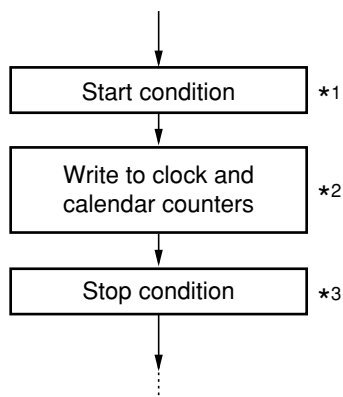 Start condition *1
Write to clock and
calendar counters *2
Stop condition *3